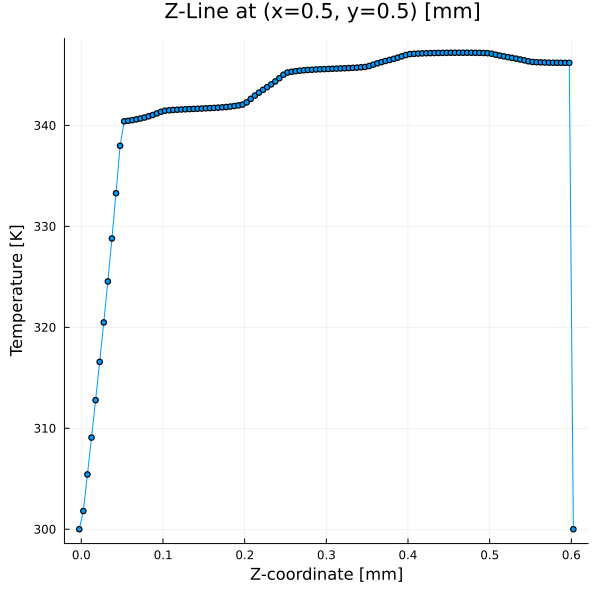 Z-Line at (x=0.5, y=0.5) [mm]
Temperature [K]
340
330
320
310
300
0.0 0.1 0.2 0.3 0.4 0.5 0.6
Z-coordinate [mm]